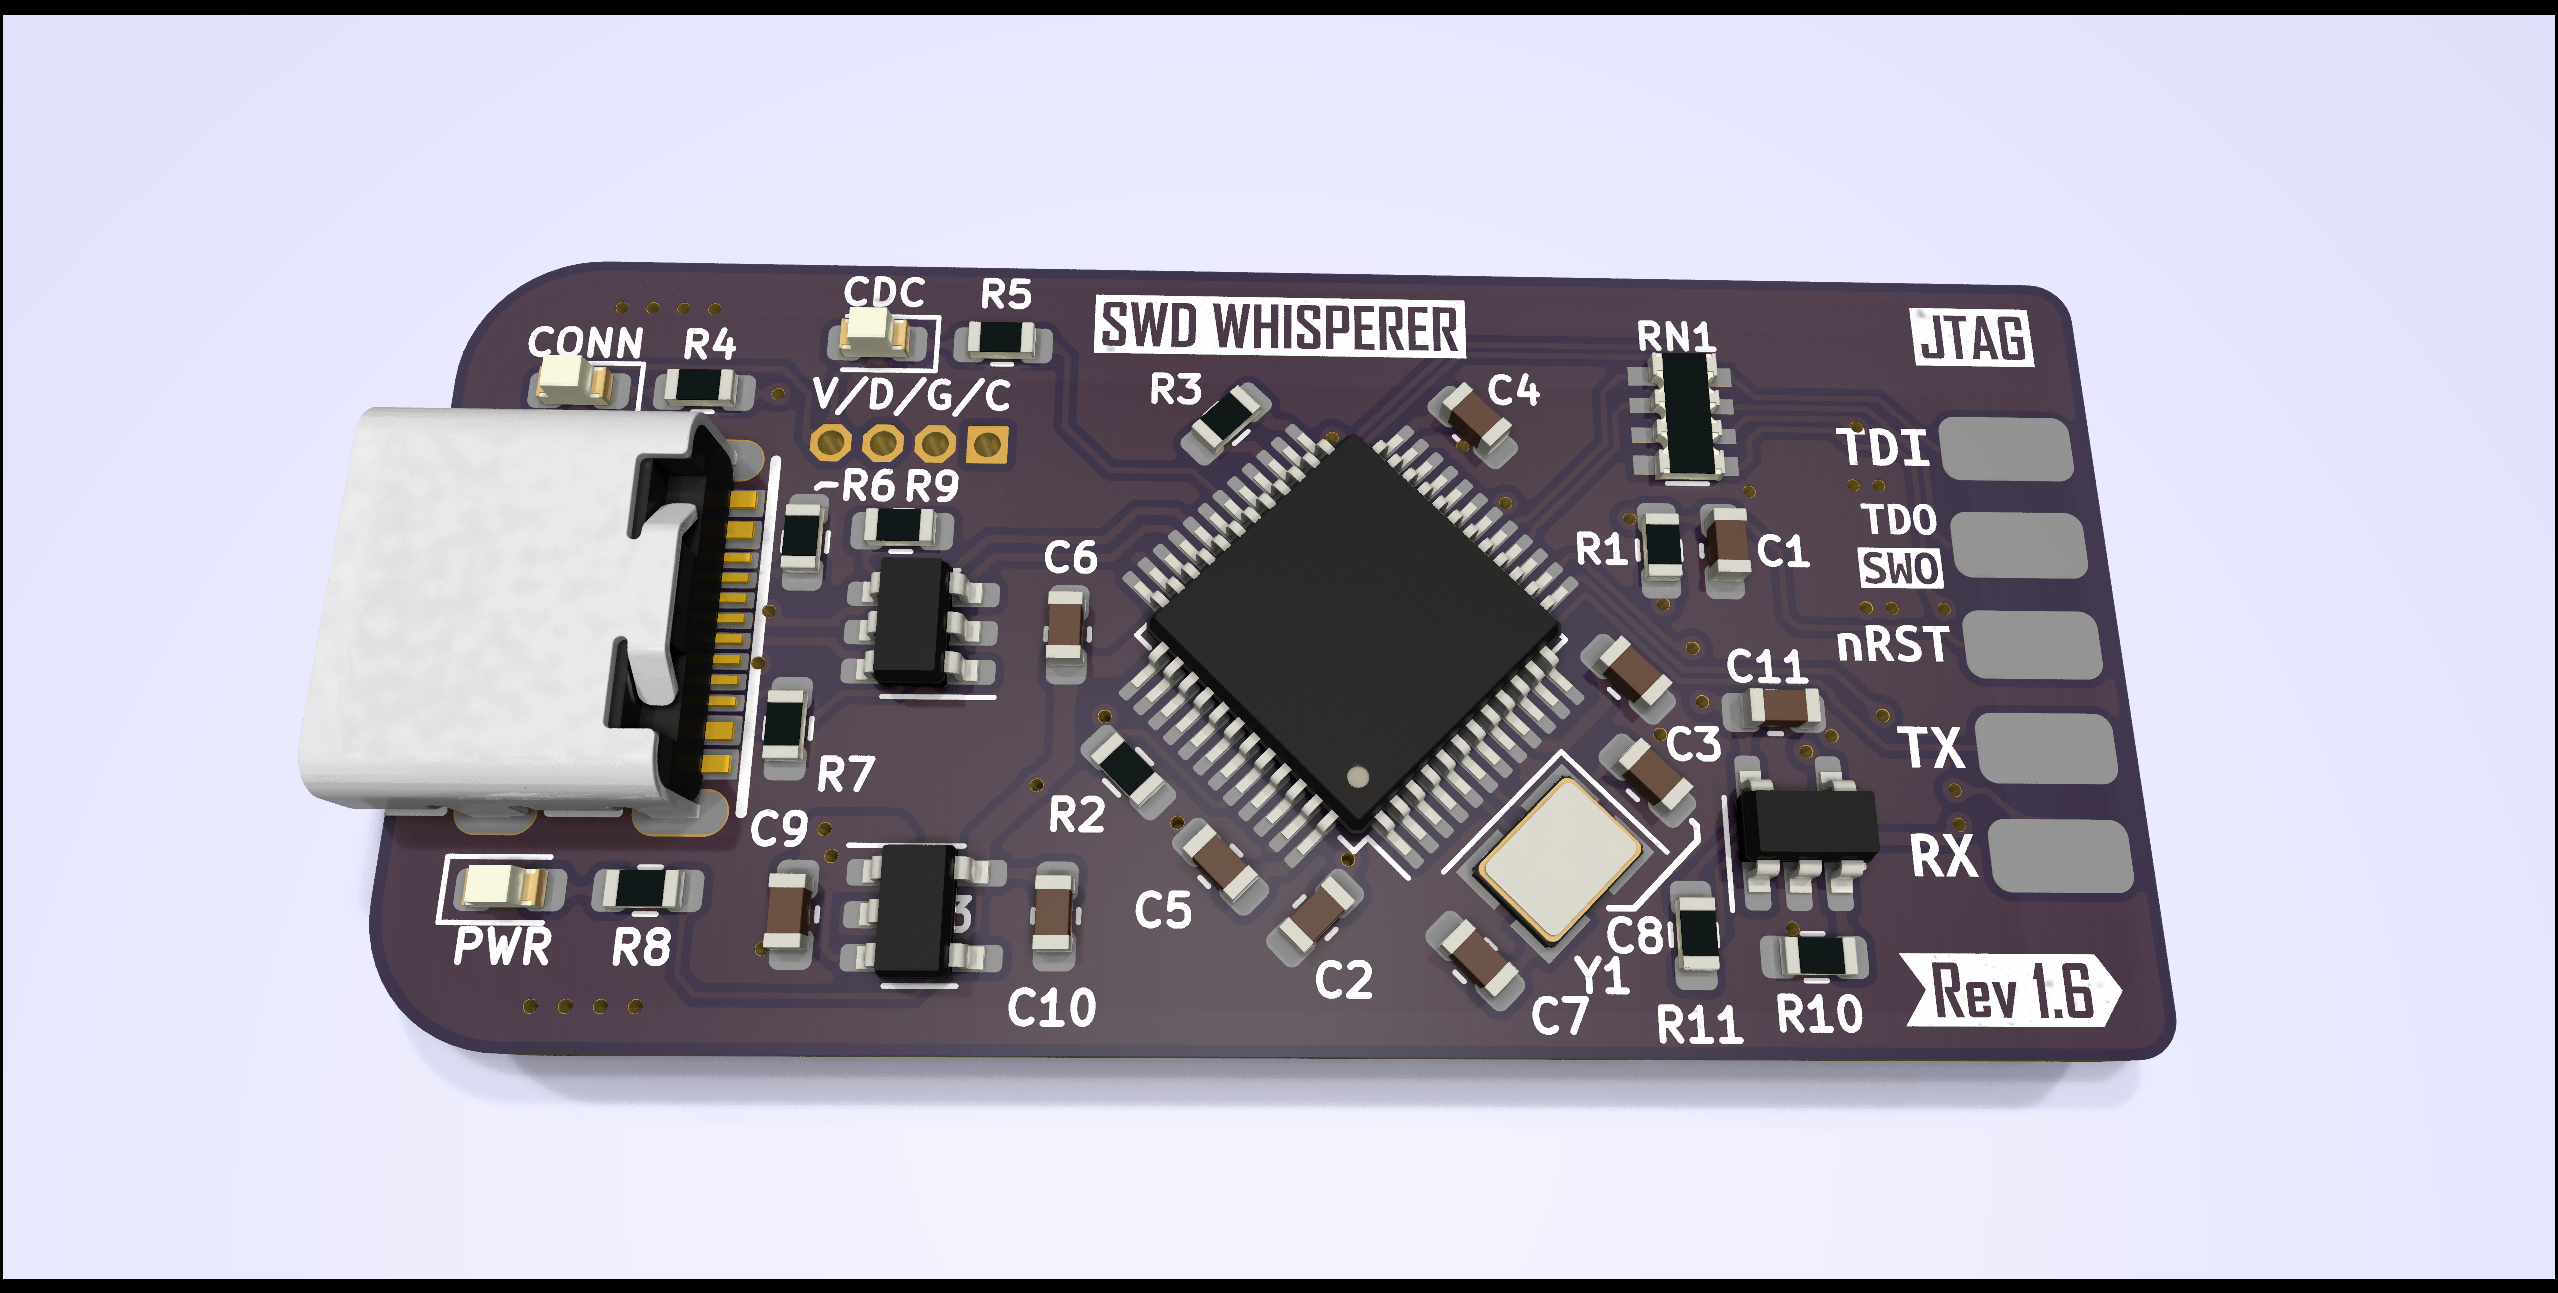 CDC
R5
SWD WHISPERER
JTAG
CONN
R4
RN1
V/D/G/C
R3
C4
TDI
R6
R9
TDO
SWO
C6
R1
C1
nRST
C11
R7
C3
TX
R2
C9
RX
C5
C8
PWR
R8
3
C2
Y1
C10
C7
R11
R10
Rev 1.6